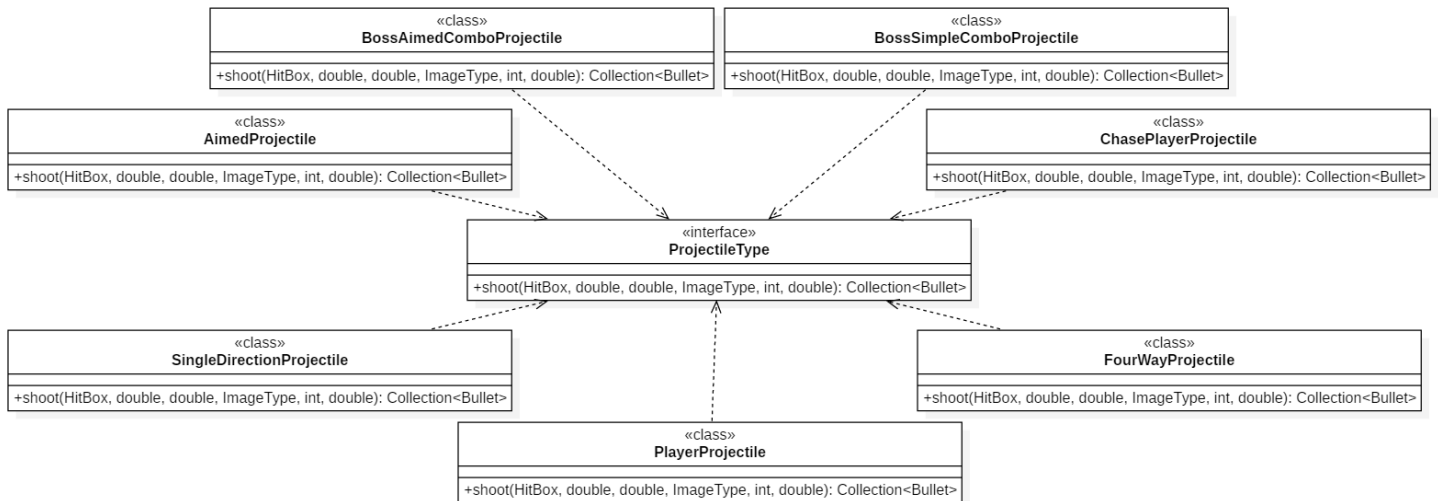 «class»
BossAimedComboProjectile
+shoot(HitBox, double, double, ImageType, int, double): Collection<Bullet>
«class»
BossSimpleComboProjectile
+shoot(HitBox, double, double, ImageType, int, double): Collection<Bullet>
«class»
AimedProjectile
+shoot(HitBox, double, double, ImageType, int, double): Collection<Bullet>
«class»
ChasePlayerProjectile
+shoot(HitBox, double, double, ImageType, int, double): Collection<Bullet>
«interface»
ProjectileType
+shoot(HitBox, double, double, ImageType, int, double): Collection<Bullet>
«class»
SingleDirectionProjectile
+shoot(HitBox, double, double, ImageType, int, double): Collection<Bullet>
«class»
FourWayProjectile
+shoot(HitBox, double, double, ImageType, int, double): Collection<Bullet>
«class»
PlayerProjectile
+shoot(HitBox, double, double, ImageType, int, double): Collection<Bullet>